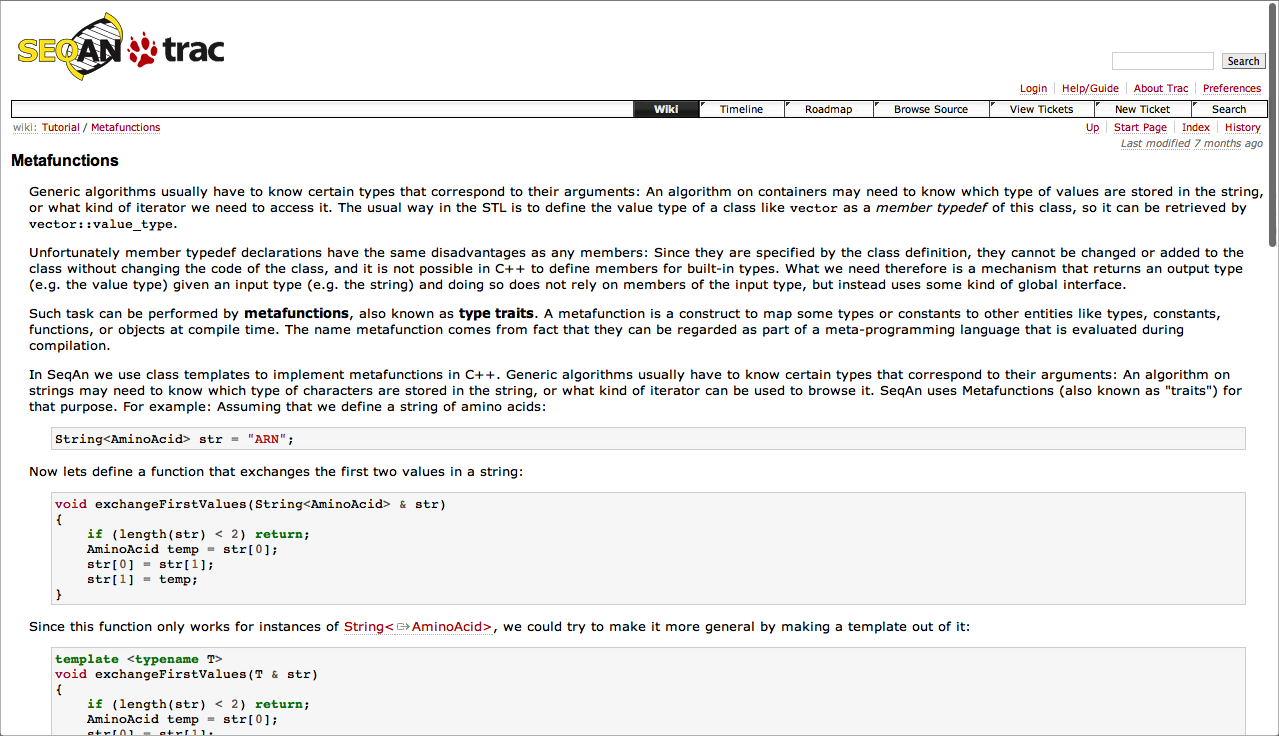 SEQAN trac
Search
Login Help/Guide About Trac Preferences
Wiki Timeline Roadmap Browse Source View Tickets New Ticket Search
wiki: Tutorial / Metafunctions Up Start Page Index History
Last modified 7 months ago
Metafunctions
Generic algorithms usually have to know certain types that correspond to their arguments: An algorithm on containers may need to know which type of values are stored in the string,
or what kind of iterator we need to access it. The usual way in the STL is to define the value type of a class like vector as a member typedef of this class, so it can be retrieved by
vector::value_type.
Unfortunately member typedef declarations have the same disadvantages as any members: Since they are specified by the class definition, they cannot be changed or added to the
class without changing the code of the class, and it is not possible in C++ to define members for built-in types. What we need therefore is a mechanism that returns an output type
(e.g. the value type) given an input type (e.g. the string) and doing so does not rely on members of the input type, but instead uses some kind of global interface.
Such task can be performed by metafunctions, also known as type traits. A metafunction is a construct to map some types or constants to other entities like types, constants,
functions, or objects at compile time. The name metafunction comes from fact that they can be regarded as part of a meta-programming language that is evaluated during
compilation.
In SeqAn we use class templates to implement metafunctions in C++. Generic algorithms usually have to know certain types that correspond to their arguments: An algorithm on
strings may need to know which type of characters are stored in the string, or what kind of iterator can be used to browse it. SeqAn uses Metafunctions (also known as "traits") for
that purpose. For example: Assuming that we define a string of amino acids:
String<AminoAcid> str = "ARN";
Now lets define a function that exchanges the first two values in a string:
void exchangeFirstValues(String<AminoAcid> & str)
{
if (length(str) < 2) return;
AminoAcid temp = str[0];
str[0] = str[1];
str[1] = temp;
}
Since this function only works for instances of String<AminoAcid>, we could try to make it more general by making a template out of it:
template <typename T>
void exchangeFirstValues(T & str)
{
if (length(str) < 2) return;
AminoAcid temp = str[0];
str[0] = str[1];